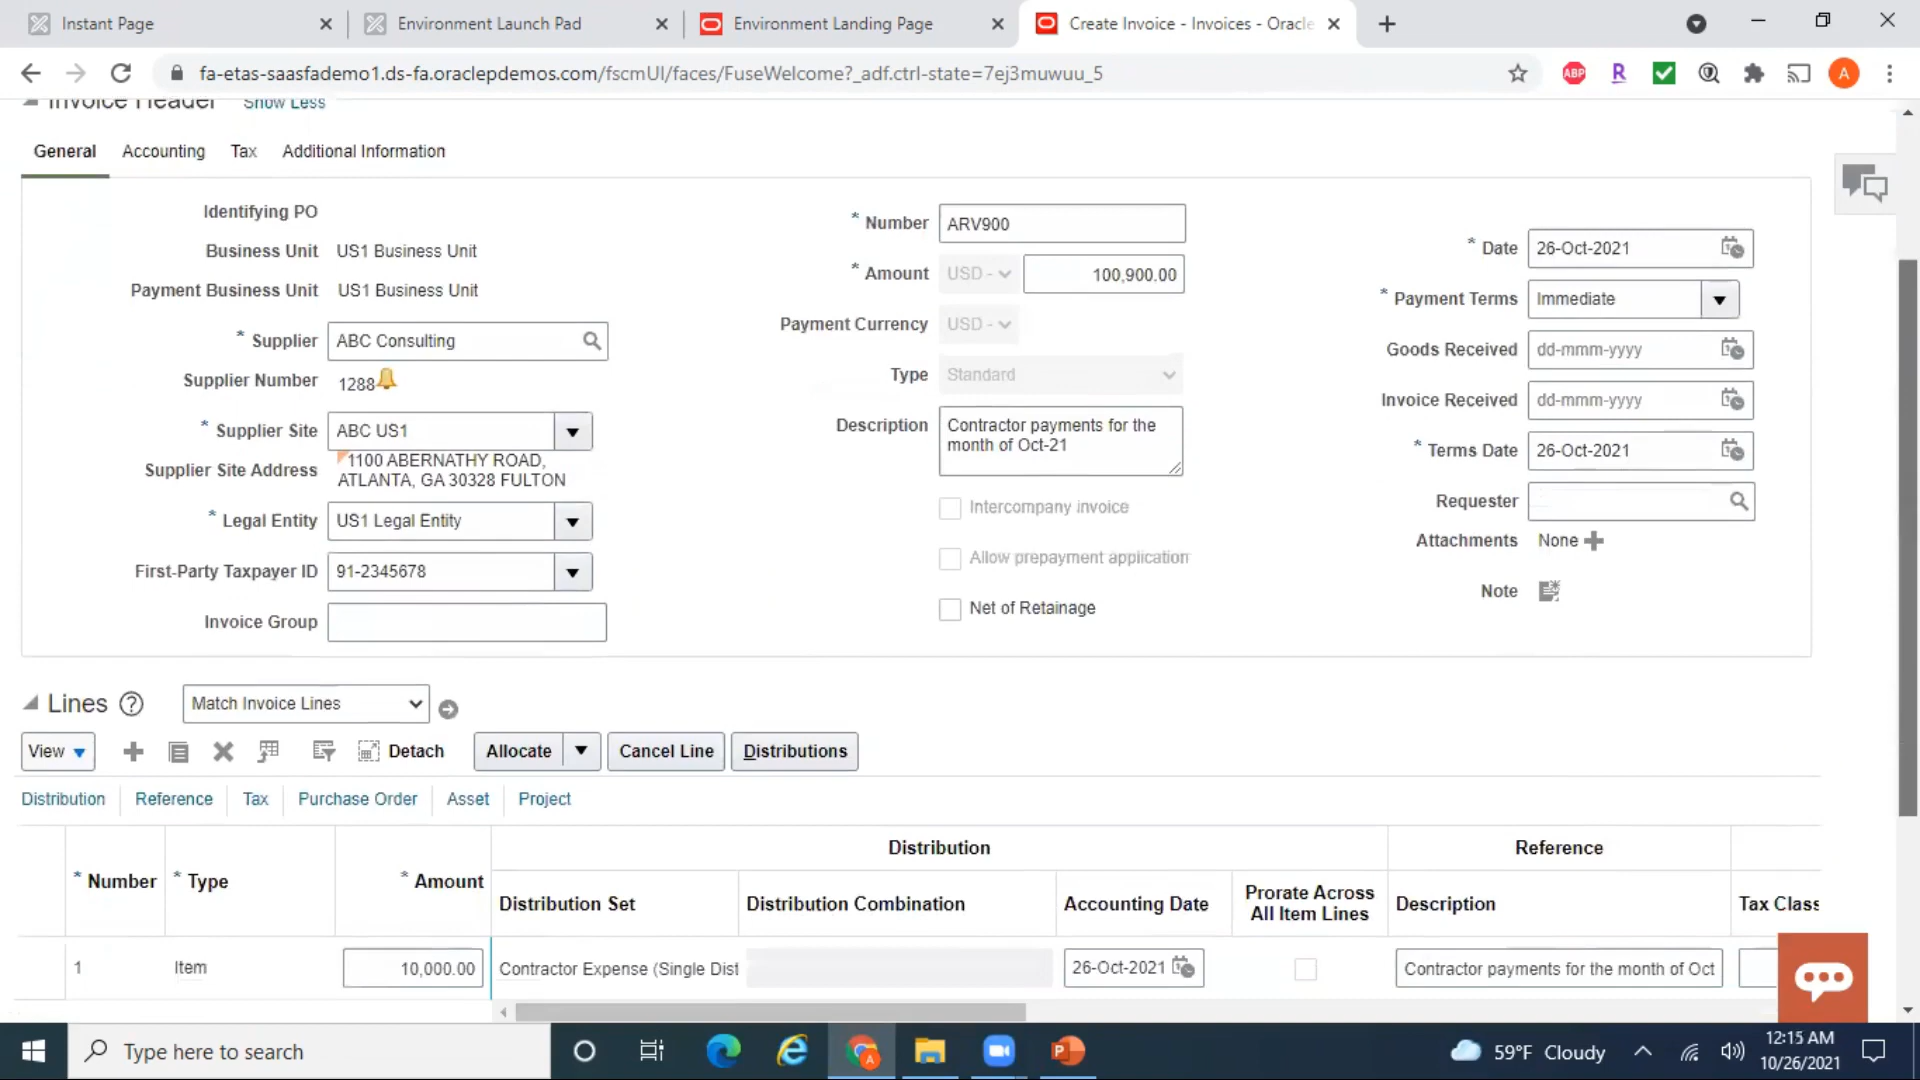 Instant Page
Environment Launch Pad
Environment Landing Page
Create Invoice - Invoices - Oracle
fa-etas-saasfademo1.ds-fa.oraclepdemos.com/fscmUI/faces/FuseWelcome?_adf.ctrl-state=7ej3muwuu_5
ABP
R
A
Invoice Header Show Less
General Accounting Tax Additional Information
Identifying PO
Business Unit US1 Business Unit
Payment Business Unit US1 Business Unit
* Supplier ABC Consulting
Supplier Number 1288
* Supplier Site ABC US1
Supplier Site Address 1100 ABERNATHY ROAD,
ATLANTA, GA 30328 FULTON
* Legal Entity US1 Legal Entity
First-Party Taxpayer ID 91-2345678
Invoice Group
* Number ARV900
* Amount USD - 100,900.00
Payment Currency USD -
Type Standard
Description Contractor payments for the
month of Oct-21
Intercompany invoice
Allow prepayment application
Net of Retainage
* Date 26-Oct-2021
* Payment Terms Immediate
Goods Received dd-mmm-yyyy
Invoice Received dd-mmm-yyyy
* Terms Date 26-Oct-2021
Requester
Attachments None
Note
Lines ? Match Invoice Lines
View Detach Allocate Cancel Line Distributions
Distribution Reference Tax Purchase Order Asset Project
Distribution Reference
* Number * Type * Amount Distribution Set Distribution Combination Accounting Date Prorate Across
All Item Lines Description Tax Class
1 Item 10,000.00 Contractor Expense (Single Dist 26-Oct-2021 Contractor payments for the month of Oct
Type here to search
A
59°F Cloudy
12:15 AM
10/26/2021